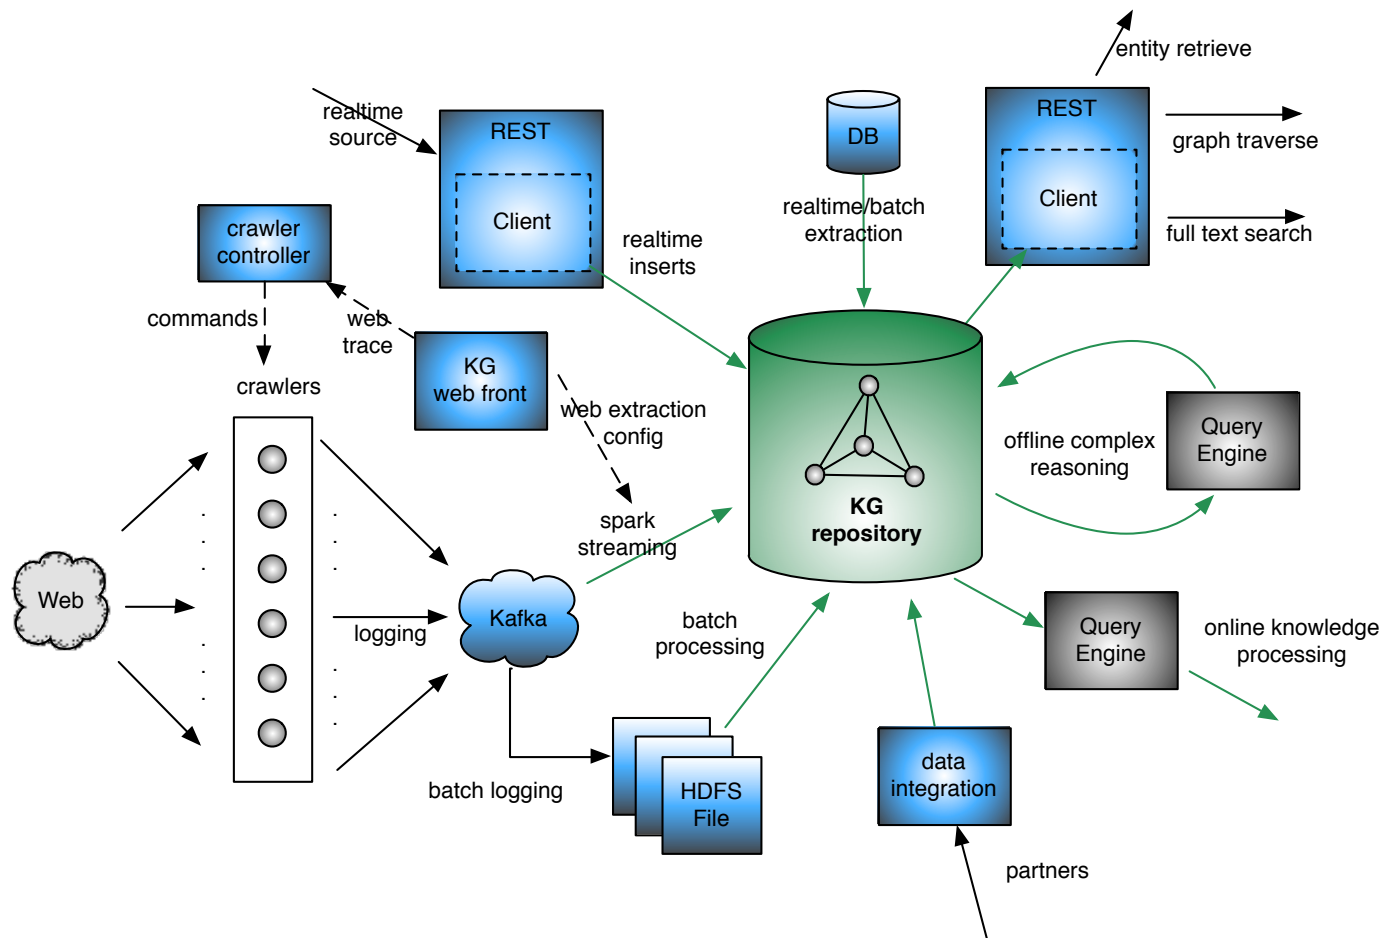 entity retrieve
REST
graph traverse
Client
full text search
DB
realtime/batch
extraction
realtime
source
REST
Client
realtime
inserts
crawler
controller
commands
web
trace
KG
web front
crawlers
web extraction
config
spark
streaming
KG
repository
offline complex
reasoning
Query
Engine
Web
logging
Kafka
batch
processing
Query
Engine
online knowledge
processing
batch logging
HDFS
File
data
integration
partners